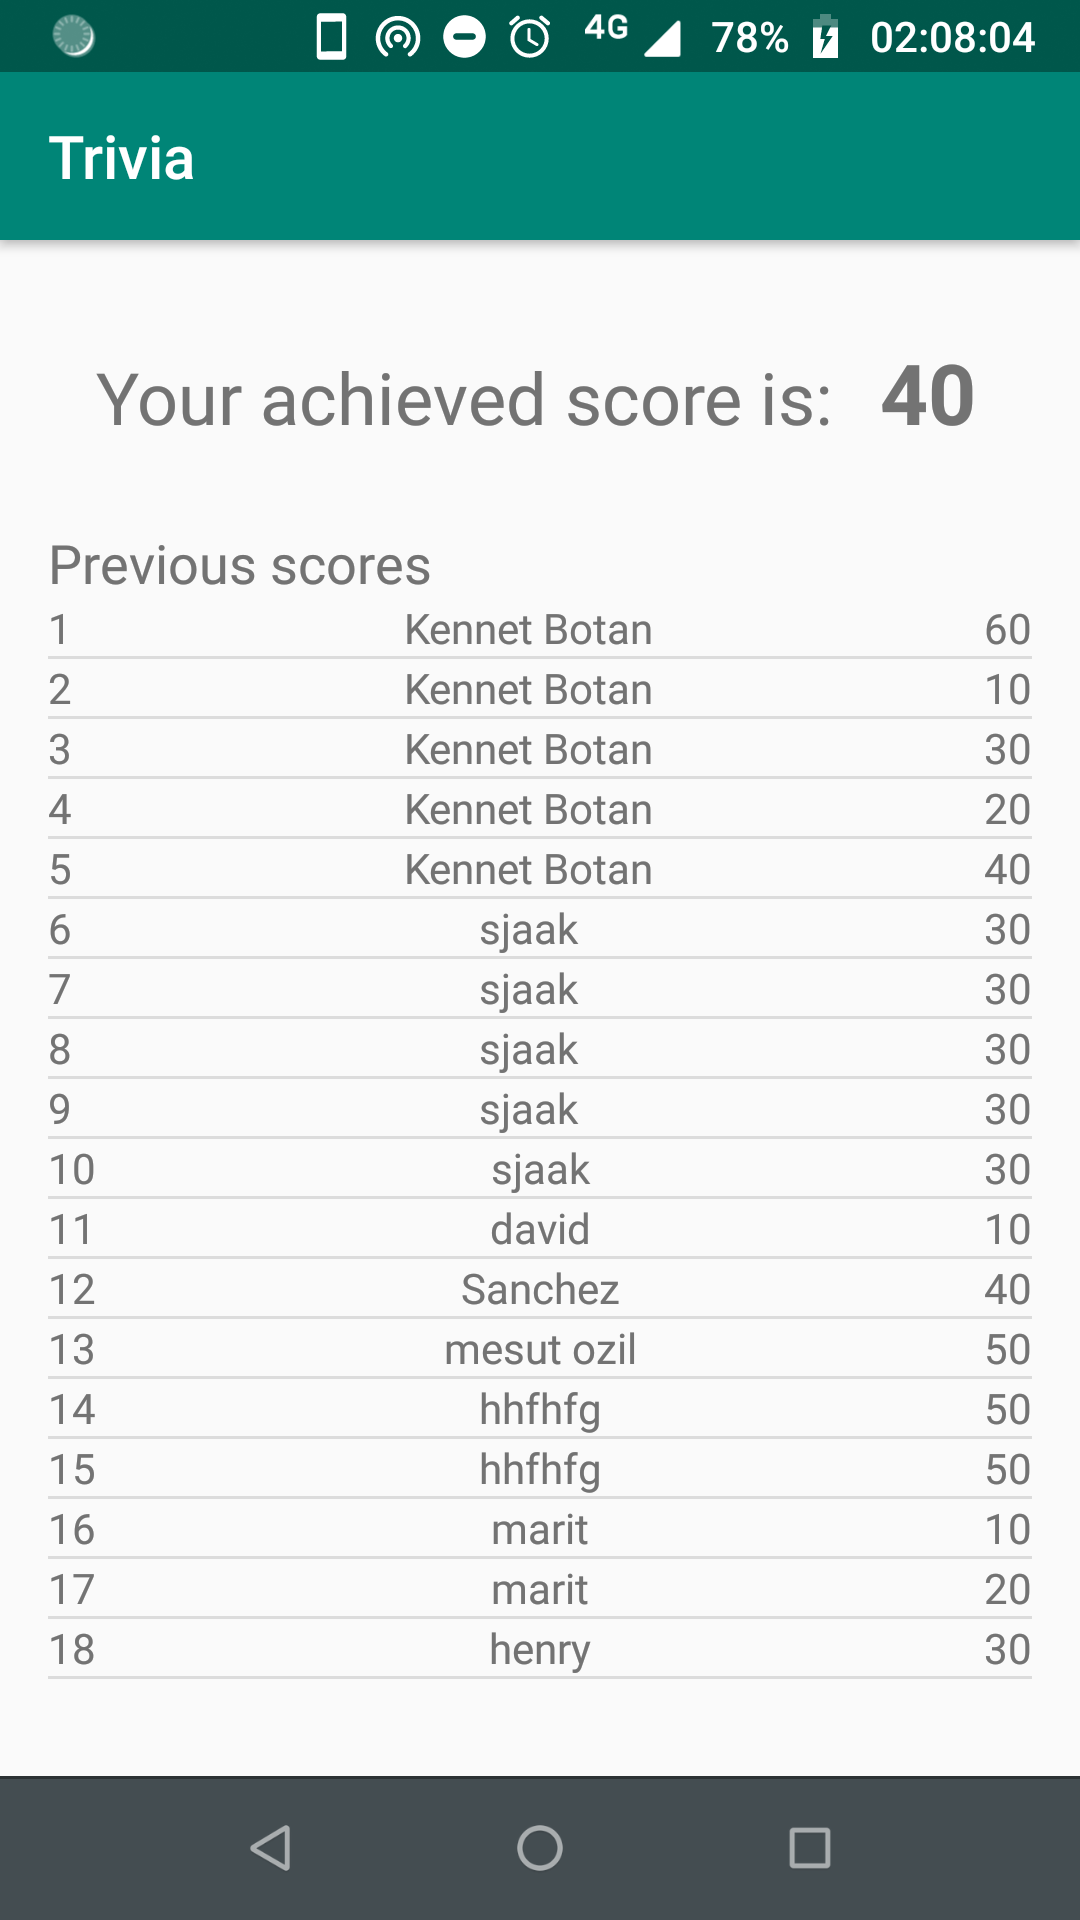 4G 78% 02:08:04
Trivia
Your achieved score is: 40
Previous scores
1 Kennet Botan 60
2 Kennet Botan 10
3 Kennet Botan 30
4 Kennet Botan 20
5 Kennet Botan 40
6 sjaak 30
7 sjaak 30
8 sjaak 30
9 sjaak 30
10 sjaak 30
11 david 10
12 Sanchez 40
13 mesut ozil 50
14 hhfhfg 50
15 hhfhfg 50
16 marit 10
17 marit 20
18 henry 30